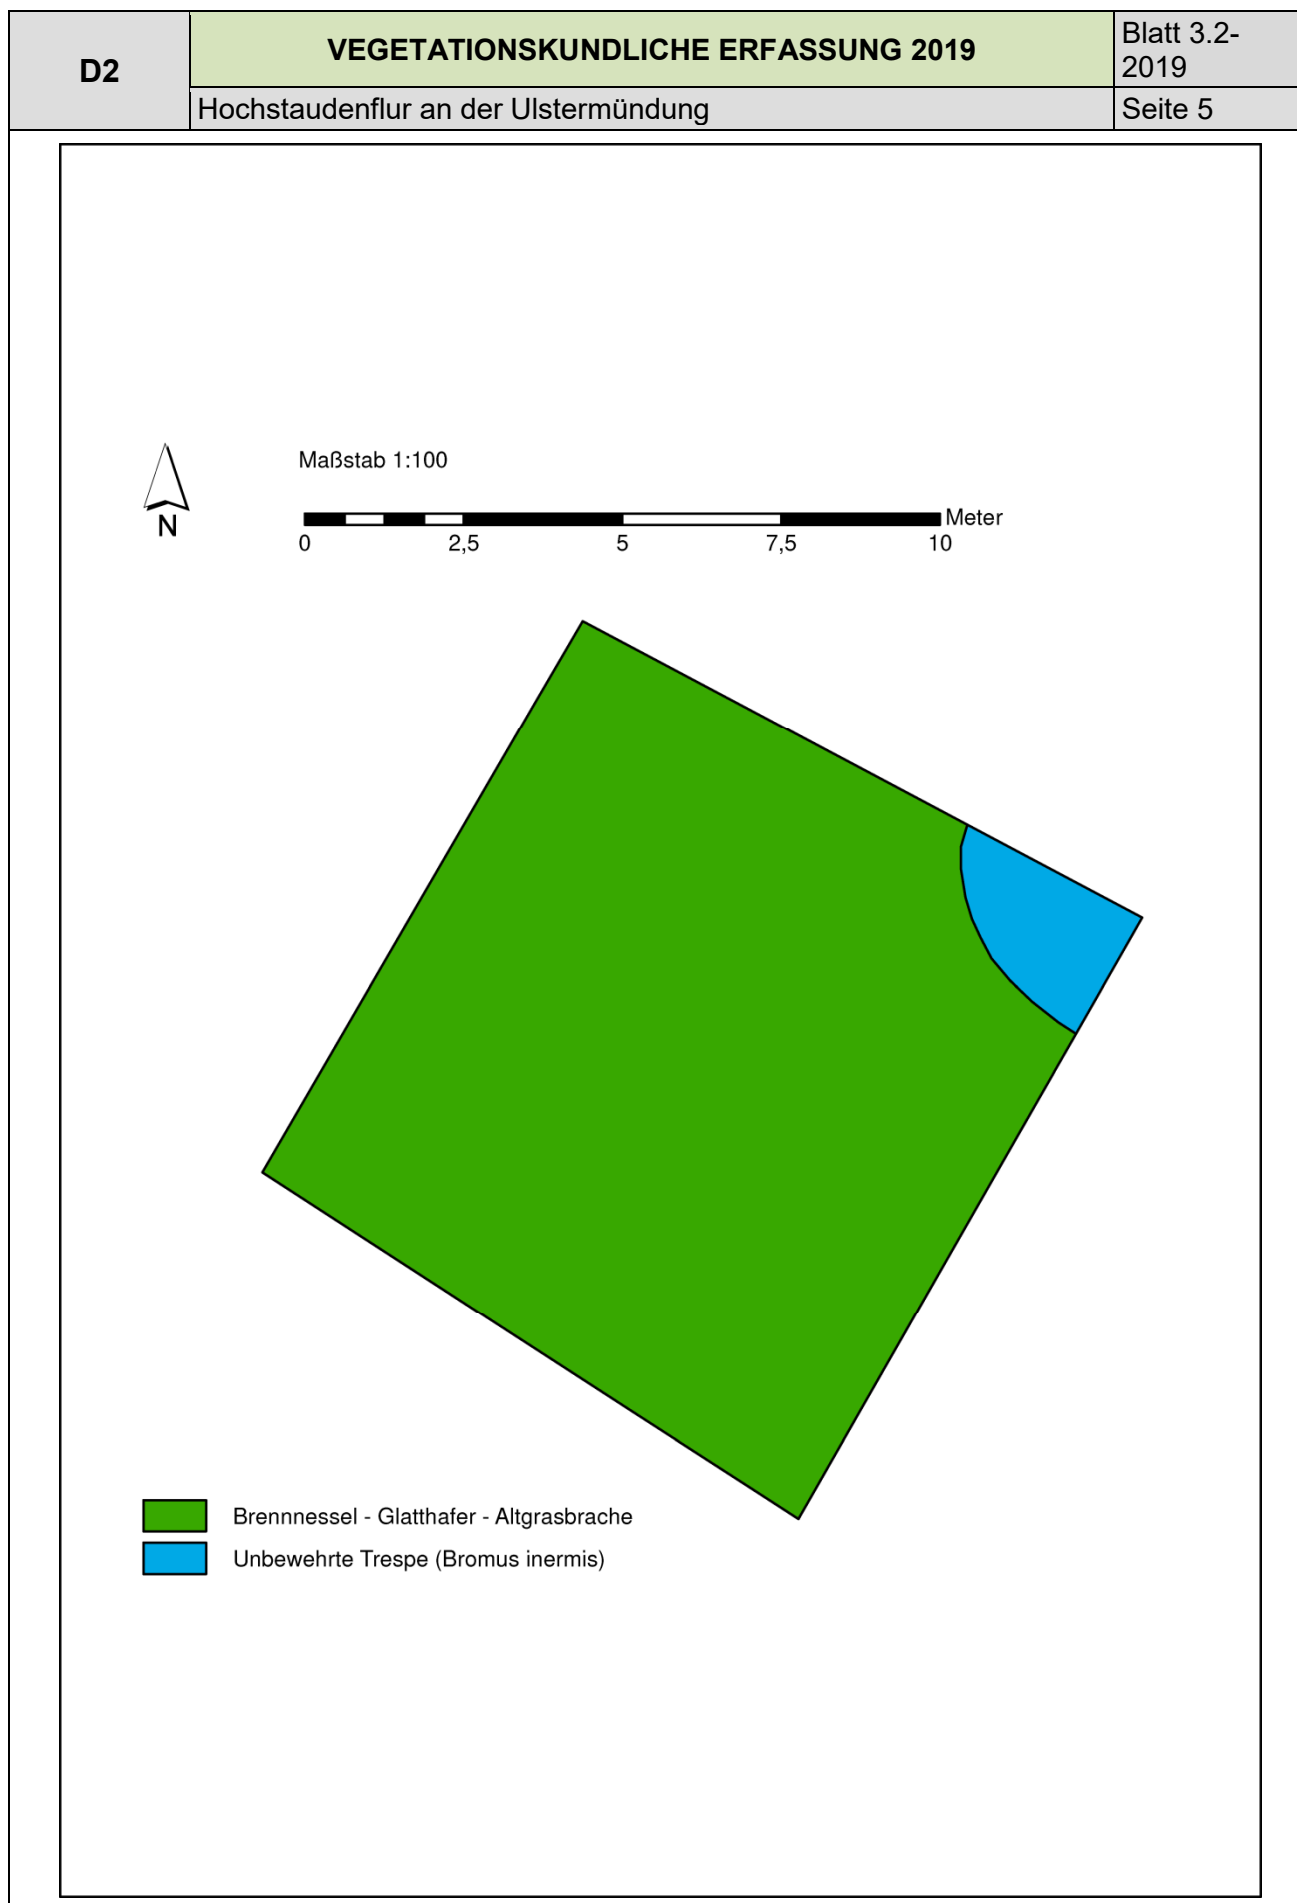 D2
VEGETATIONSKUNDLICHE ERFASSUNG 2019
Blatt 3.2-
2019
Hochstaudenflur an der Ulstermündung
Seite 5
Maßstab 1:100
N
Meter
0 2,5 5 7,5 10
Brennnessel - Glatthafer - Altgrasbrache
Unbewehrte Trespe (Bromus inermis)